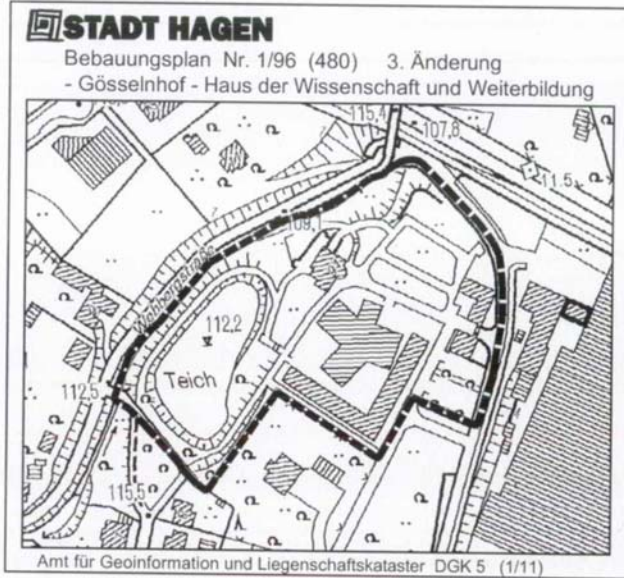 STADT HAGEN
Bebauungsplan Nr. 1/96 (480) 3. Änderung
- Gösselnhof - Haus der Wissenschaft und Weiterbildung
115,4
107,8
11.5
109,1
112,2
Teich
112,5
115,5
Amt für Geoinformation und Liegenschaftskataster DGK 5 (1/11)